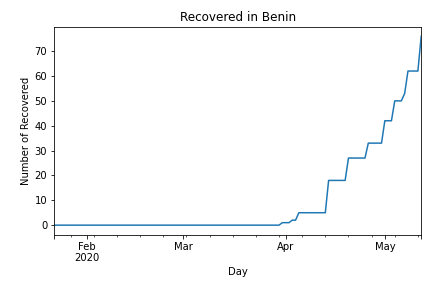 Recovered in Benin
Number of Recovered
70
60
50
40
30
20
10
0
Feb
2020
Mar
Apr
May
Day